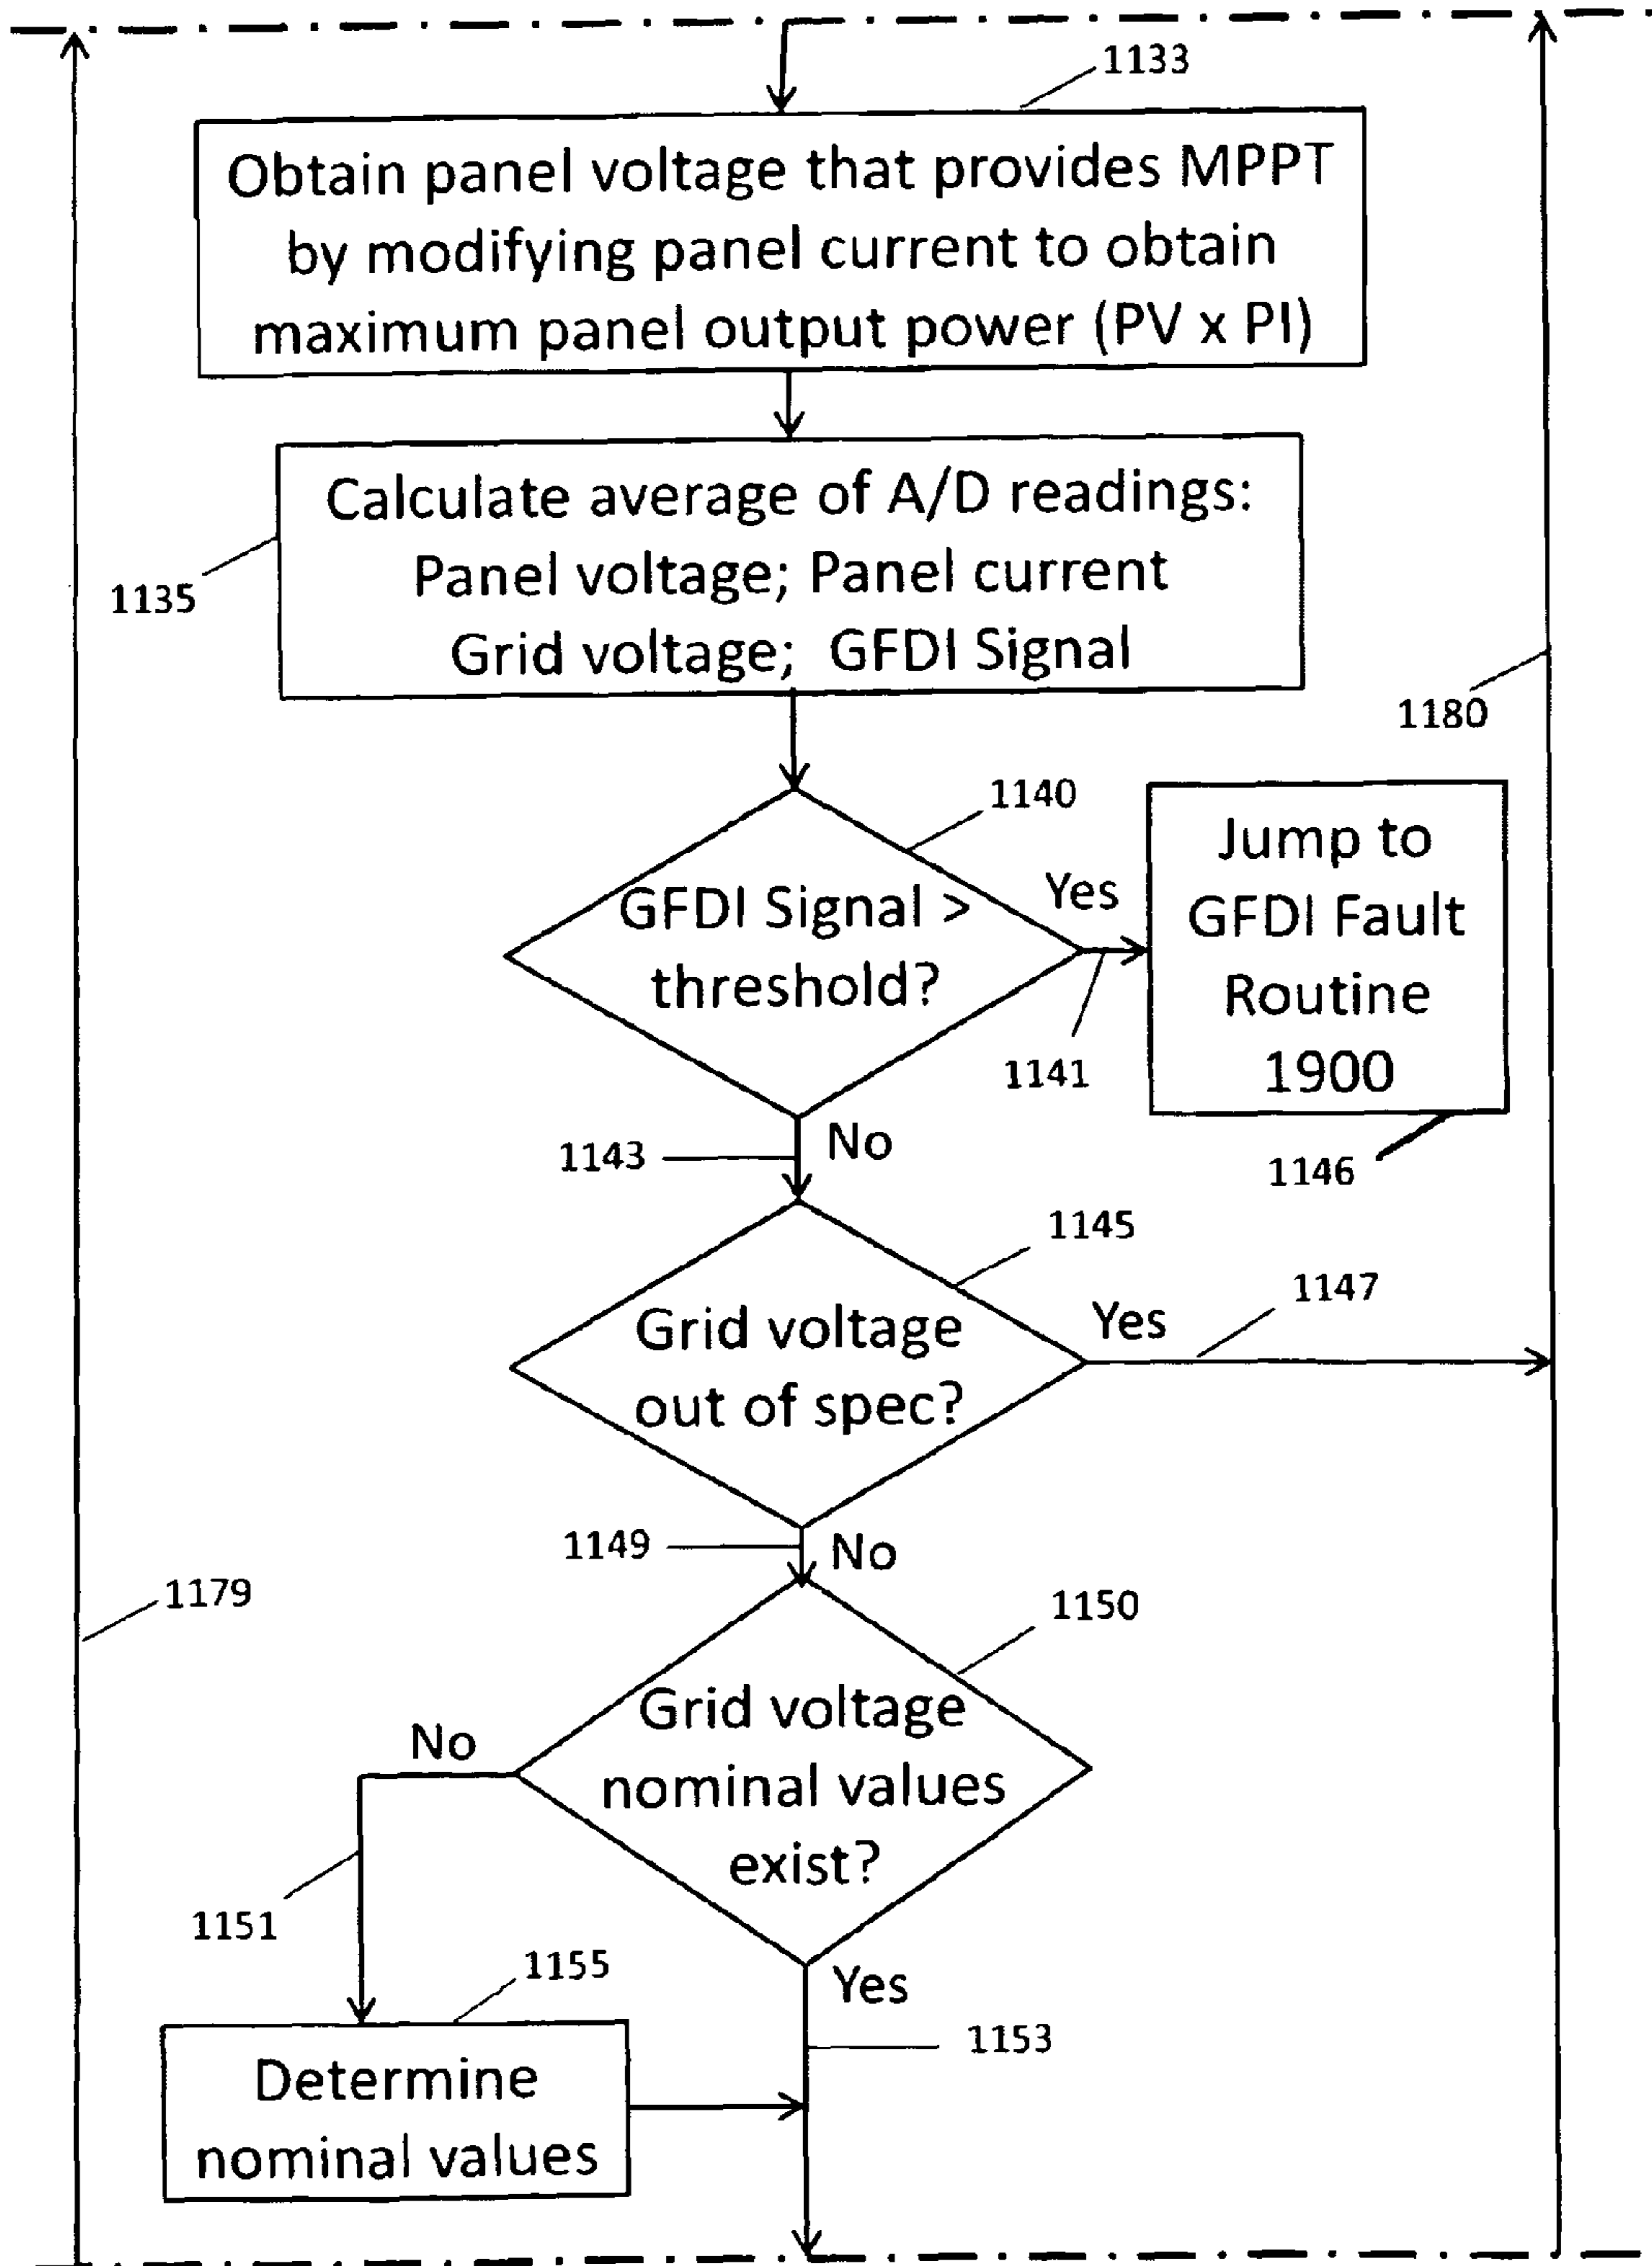 1133
Obtain panel voltage that provides MPPT
by modifying panel current to obtain
maximum panel output power (PV x PI)
Calculate average of A/D readings:
Panel voltage; Panel current
Grid voltage; GFDI Signal
1135
1180
1140
GFDI Signal >
threshold?
Yes
1141
Jump to
GFDI Fault
Routine
1900
1146
1143
No
1145
Grid voltage
out of spec?
Yes
1147
1149
No
1179
1150
Grid voltage
nominal values
exist?
No
1151
Yes
1153
1155
Determine
nominal values